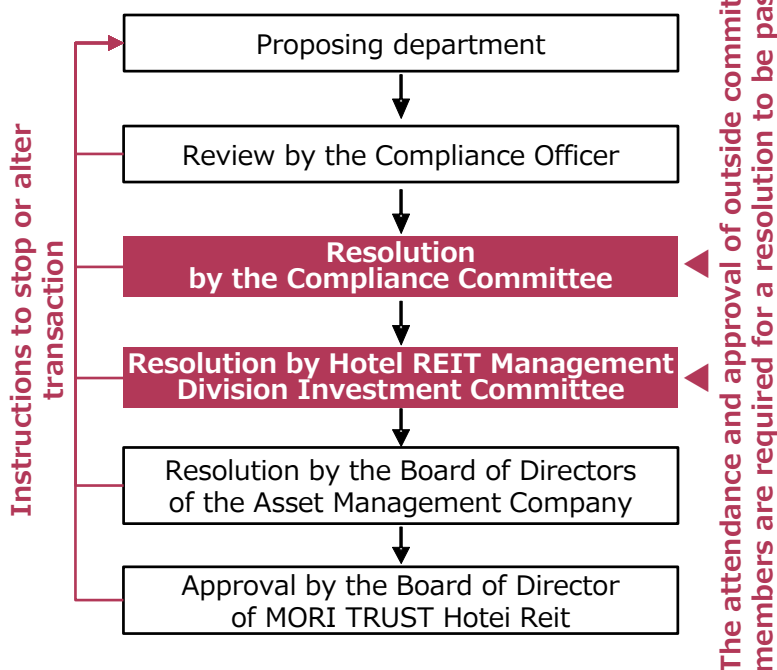 Proposing department
Review by the Compliance Officer
Resolution
by the Compliance Committee
Resolution by Hotel REIT Management
Division Investment Committee
Resolution by the Board of Directors
of the Asset Management Company
Approval by the Board of Director
of MORI TRUST Hotei Reit
Instructions to stop or alter
transaction
The attendance and approval of outside commit
members are required for a resolution to be pas